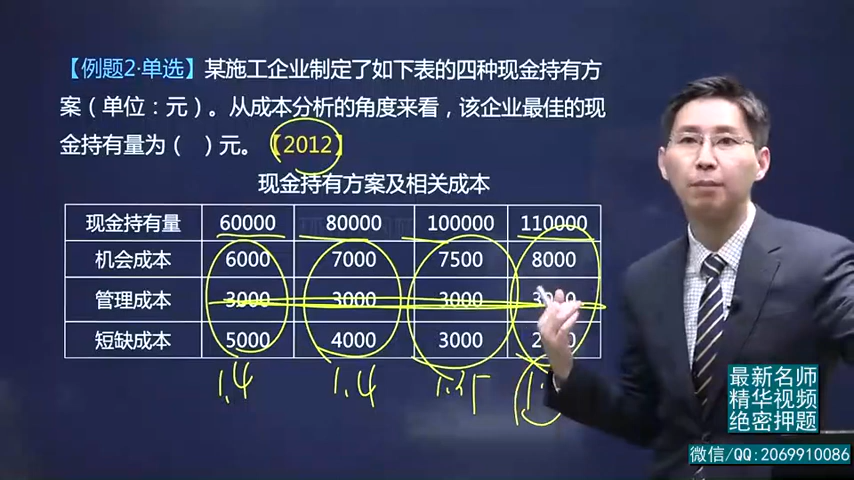 【例题2·单选】某施工企业制定了如下表的四种现金持有方
案（单位：元）。从成本分析的角度来看，该企业最佳的现
金持有量为（ ）元。【2012】
现金持有方案及相关成本
现金持有量 60000 80000 100000 110000
机会成本 6000 7000 7500 8000
管理成本 3000 3000 3000
短缺成本 5000 4000 3000
1.4 1.4 1.35
最新名师
精华视频
绝密押题
微信/QQ:2069910086